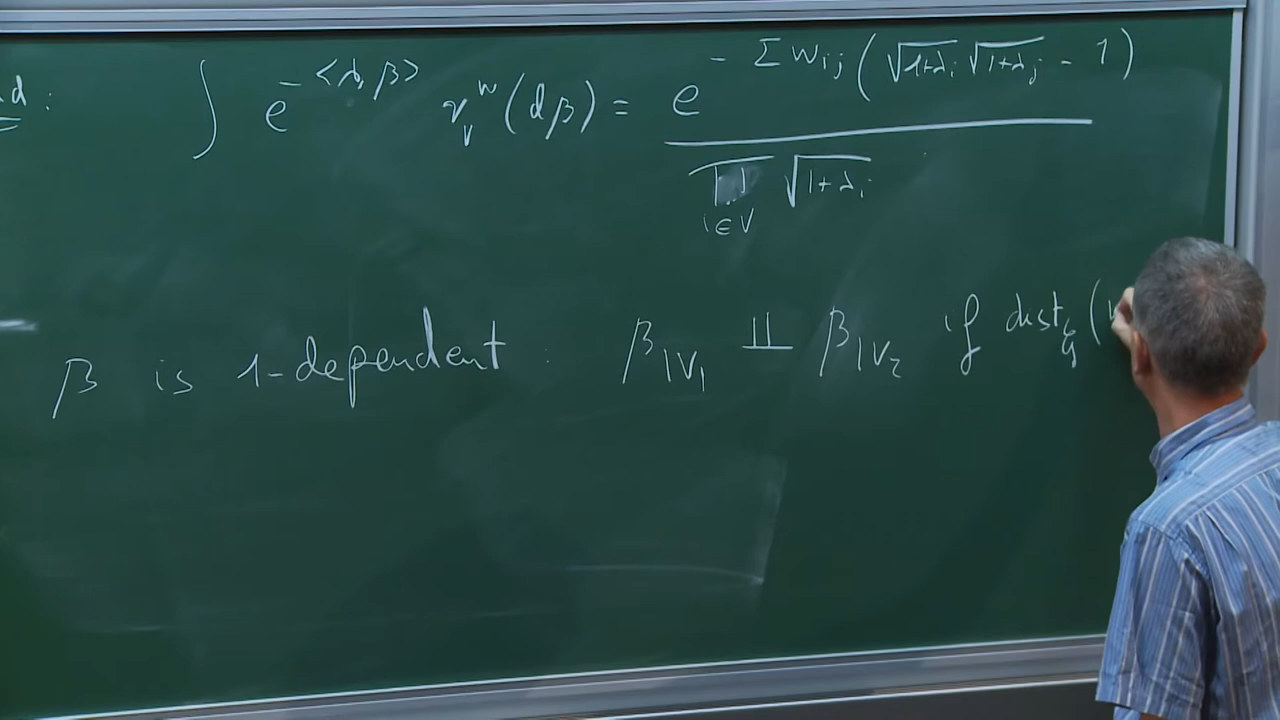 d :
∫ e^{-<λ, β>} ν_V^W(dβ) = e^{- Σ W_{ij} (√(1+λ_i) √(1+λ_j) - 1)} / ∏_{i∈V} √(1+λ_i)
β is 1-dependent : β_{|V_1} ⫫ β_{|V_2} if dist_G (